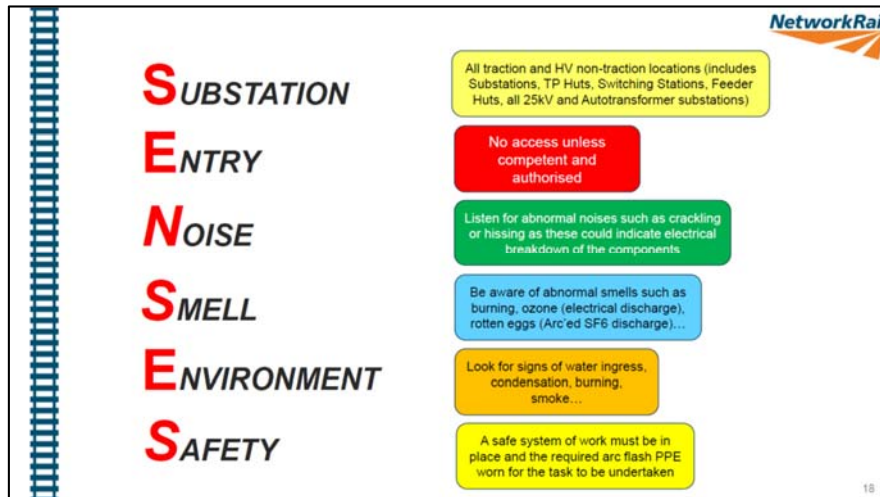 NetworkRai
SUBSTATION
All traction and HV non-traction locations (includes
Substations, TP Huts, Switching Stations, Feeder
Huts, all 25kV and Autotransformer substations)
ENTRY
No access unless
competent and
authorised
NOISE
Listen for abnormal noises such as crackling
or hissing as these could indicate electrical
breakdown of the components
SMELL
Be aware of abnormal smells such as
burning, ozone (electrical discharge),
rotten eggs (Arc'ed SF6 discharge)...
ENVIRONMENT
Look for signs of water ingress,
condensation, burning,
smoke...
SAFETY
A safe system of work must be in
place and the required arc flash PPE
worn for the task to be undertaken
18